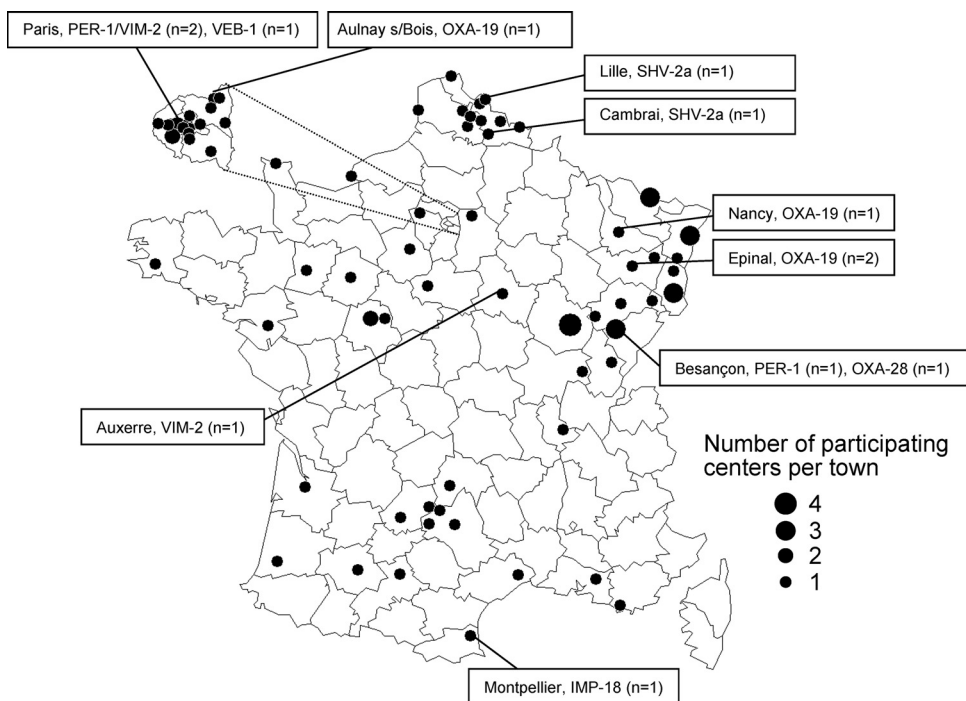 Paris, PER-1/VIM-2 (n=2), VEB-1 (n=1)
Aulnay s/Bois, OXA-19 (n=1)
Lille, SHV-2a (n=1)
Cambrai, SHV-2a (n=1)
Nancy, OXA-19 (n=1)
Epinal, OXA-19 (n=2)
Besançon, PER-1 (n=1), OXA-28 (n=1)
Auxerre, VIM-2 (n=1)
Number of participating
centers per town
4
3
2
1
Montpellier, IMP-18 (n=1)